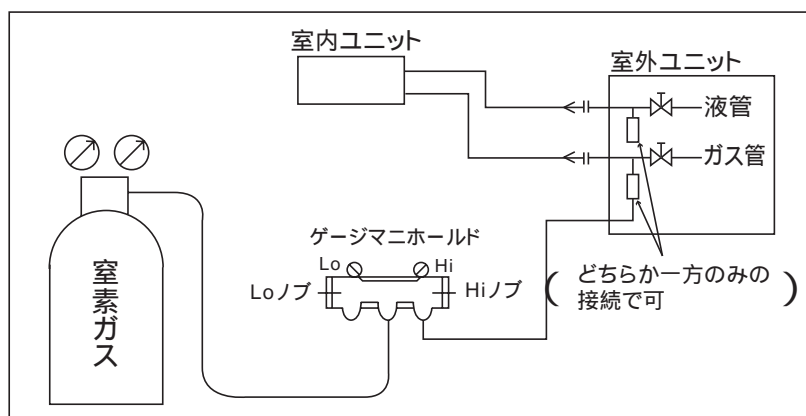 室内ユニット
室外ユニット
液管
ガス管
ゲージマニホールド
Lo
Hi
Loノブ
Hiノブ
(どちらか一方のみの
接続で可)
窒素ガス